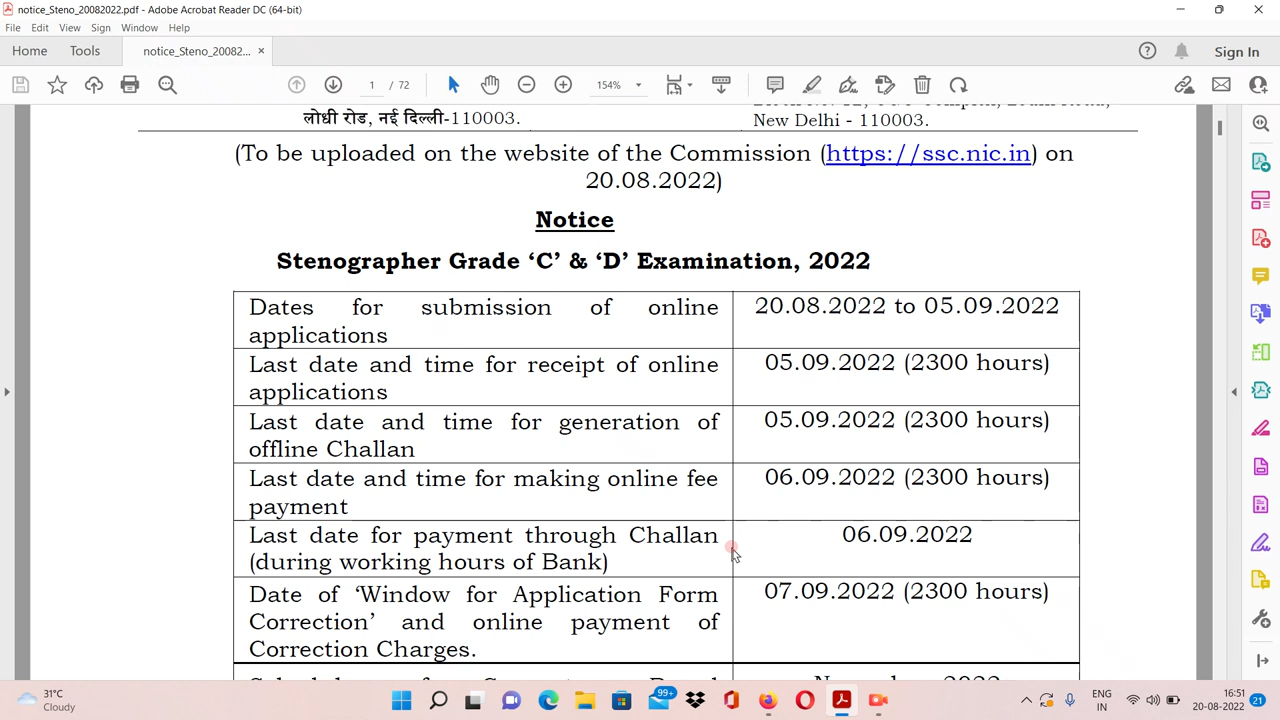 notice_Steno_20082022.pdf - Adobe Acrobat Reader DC (64-bit)
File Edit View Sign Window Help
Home Tools notice_Steno_20082... × Sign In
1 / 72 154%
लोधी रोड, नई दिल्ली-110003.
New Delhi - 110003.
(To be uploaded on the website of the Commission (https://ssc.nic.in) on
20.08.2022)
Notice
Stenographer Grade ‘C’ & ‘D’ Examination, 2022
Dates for submission of online 20.08.2022 to 05.09.2022
applications
Last date and time for receipt of online 05.09.2022 (2300 hours)
applications
Last date and time for generation of 05.09.2022 (2300 hours)
offline Challan
Last date and time for making online fee 06.09.2022 (2300 hours)
payment
Last date for payment through Challan 06.09.2022
(during working hours of Bank)
Date of ‘Window for Application Form 07.09.2022 (2300 hours)
Correction’ and online payment of
Correction Charges.
31°C
Cloudy
99+
ENG
IN
16:51
20-08-2022
21